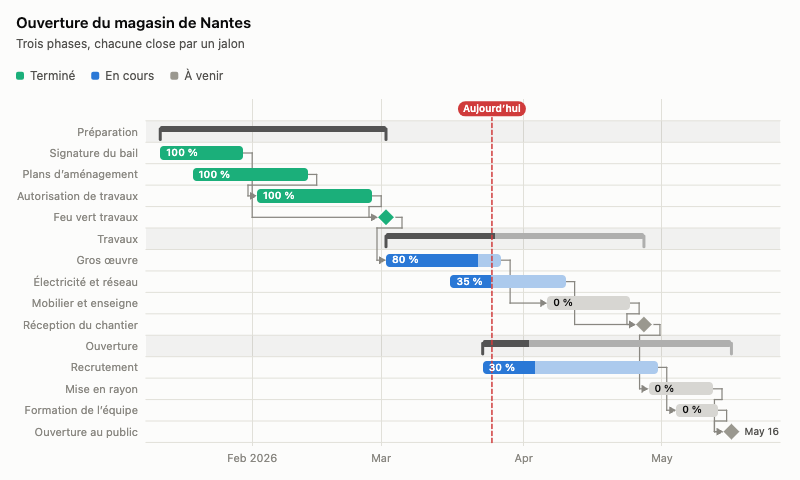 Ouverture du magasin de Nantes
Trois phases, chacune close par un jalon
Terminé
En cours
À venir
Aujourd'hui
Préparation
Signature du bail
100 %
Plans d'aménagement
100 %
Autorisation de travaux
100 %
Feu vert travaux
Travaux
Gros œuvre
80 %
Électricité et réseau
35 %
Mobilier et enseigne
0 %
Réception du chantier
Ouverture
Recrutement
30 %
Mise en rayon
0 %
Formation de l'équipe
0 %
Ouverture au public
May 16
Feb 2026
Mar
Apr
May